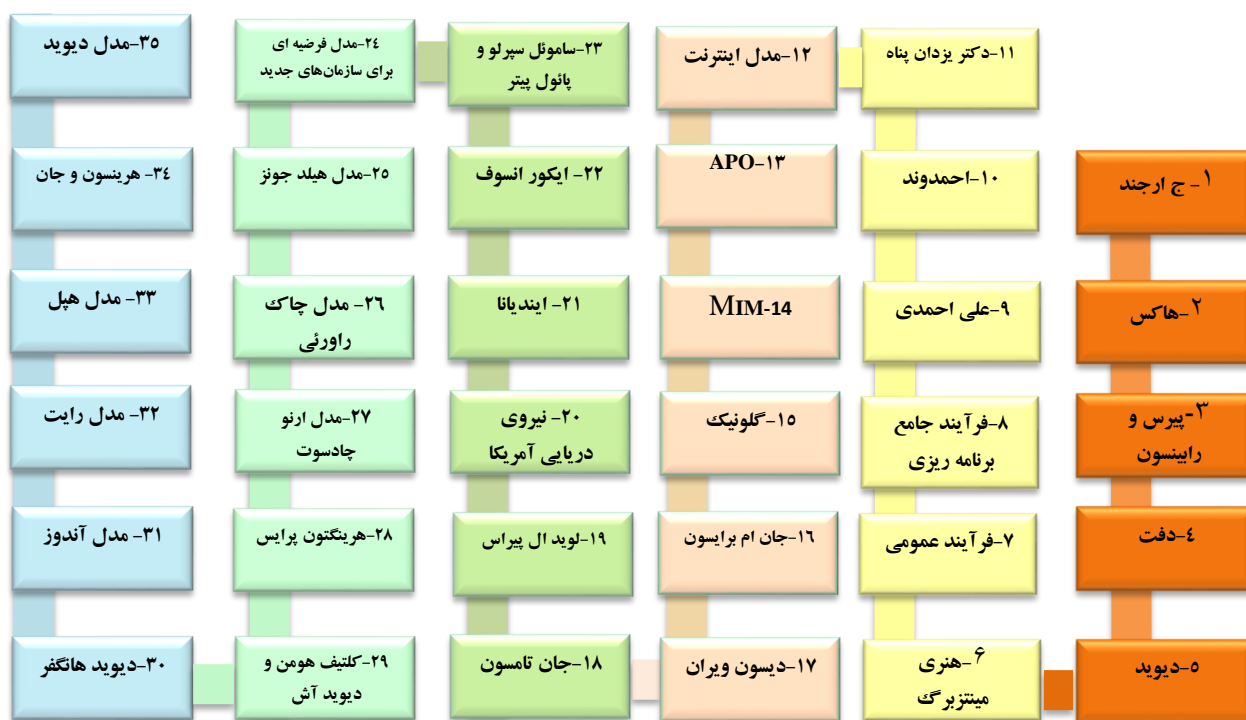 ۱- ج ارجند
۲-هاکس
۳-پیرس و
رابینسون
٤-دفت
٥-دیوید
۶-هنری
مینتزبرگ
۷-فرآیند عمومی
۸-فرآیند جامع
برنامه ریزی
۹-علی احمدی
۱۰-احمدوند
۱۱-دکتر یزدان پناه
۱۲-مدل اینترنت
APO-۱۳
MIM-14
۱٥-گلونیک
۱٦-جان ام برایسون
۱۷-دیسون ویران
۱۸-جان تامسون
۱۹-لوید ال پیراس
۲۰- نیروی
دریایی آمریکا
۲۱- ایندیانا
۲۲- ایکور انسوف
۲۳-ساموئل سپرلو و
پائول پیتر
۲٤-مدل فرضیه ای
برای سازمان‌های جدید
۲٥-مدل هیلد جونز
۲٦- مدل چاک
راورئی
۲۷-مدل ارنو
چادسوت
۲۸-هرینگتون پرایس
۲۹-کلتیف هومن و
دیوید آش
۳۰-دیوید هانگفر
۳۱- مدل آندوز
۳۲- مدل رایت
۳۳- مدل هپل
۳٤- هرینسون و جان
۳٥-مدل دیوید